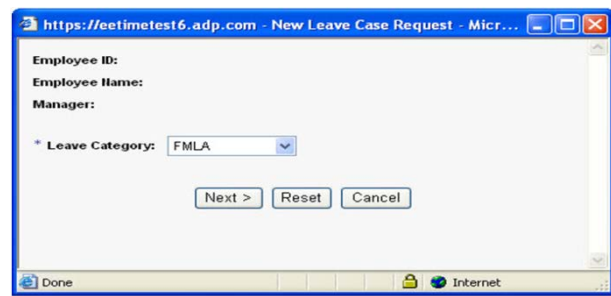 https://eetimetest6.adp.com - New Leave Case Request - Micr...
Employee ID:
Employee Name:
Manager:
* Leave Category: FMLA
Next > Reset Cancel
Done Internet